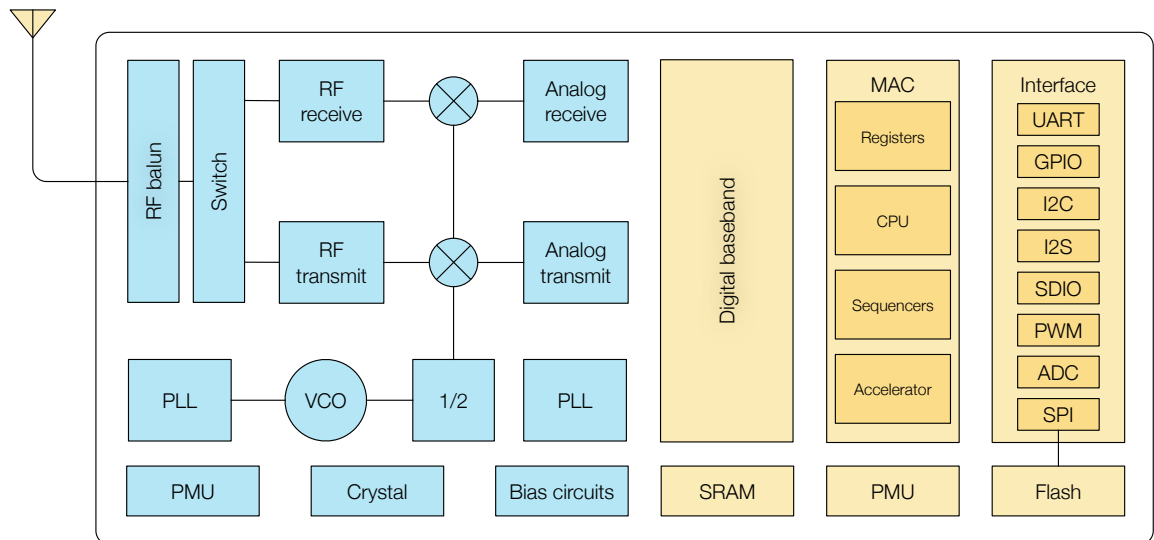 RF balun
Switch
RF
receive
Analog
receive
RF
transmit
Analog
transmit
PLL
VCO
1/2
PLL
PMU
Crystal
Bias circuits
Digital baseband
SRAM
MAC
Registers
CPU
Sequencers
Accelerator
PMU
Interface
UART
GPIO
I2C
I2S
SDIO
PWM
ADC
SPI
Flash